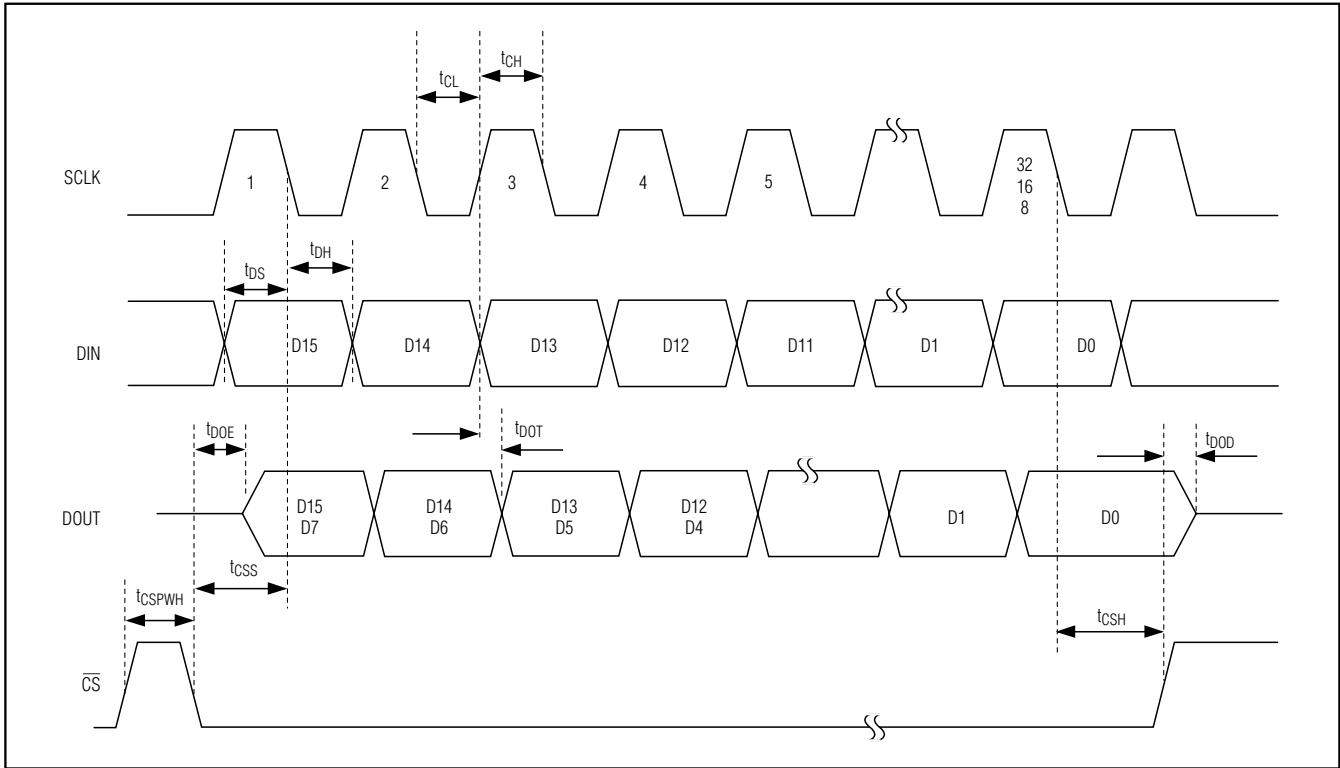 tCL
tCH
SCLK
1
2
3
4
5
32
16
8
tDS
tDH
DIN
D15
D14
D13
D12
D11
D1
D0
tDOE
tDOT
tDOD
DOUT
D15
D7
D14
D6
D13
D5
D12
D4
D1
D0
tCSS
tCSPWH
tCSH
CS